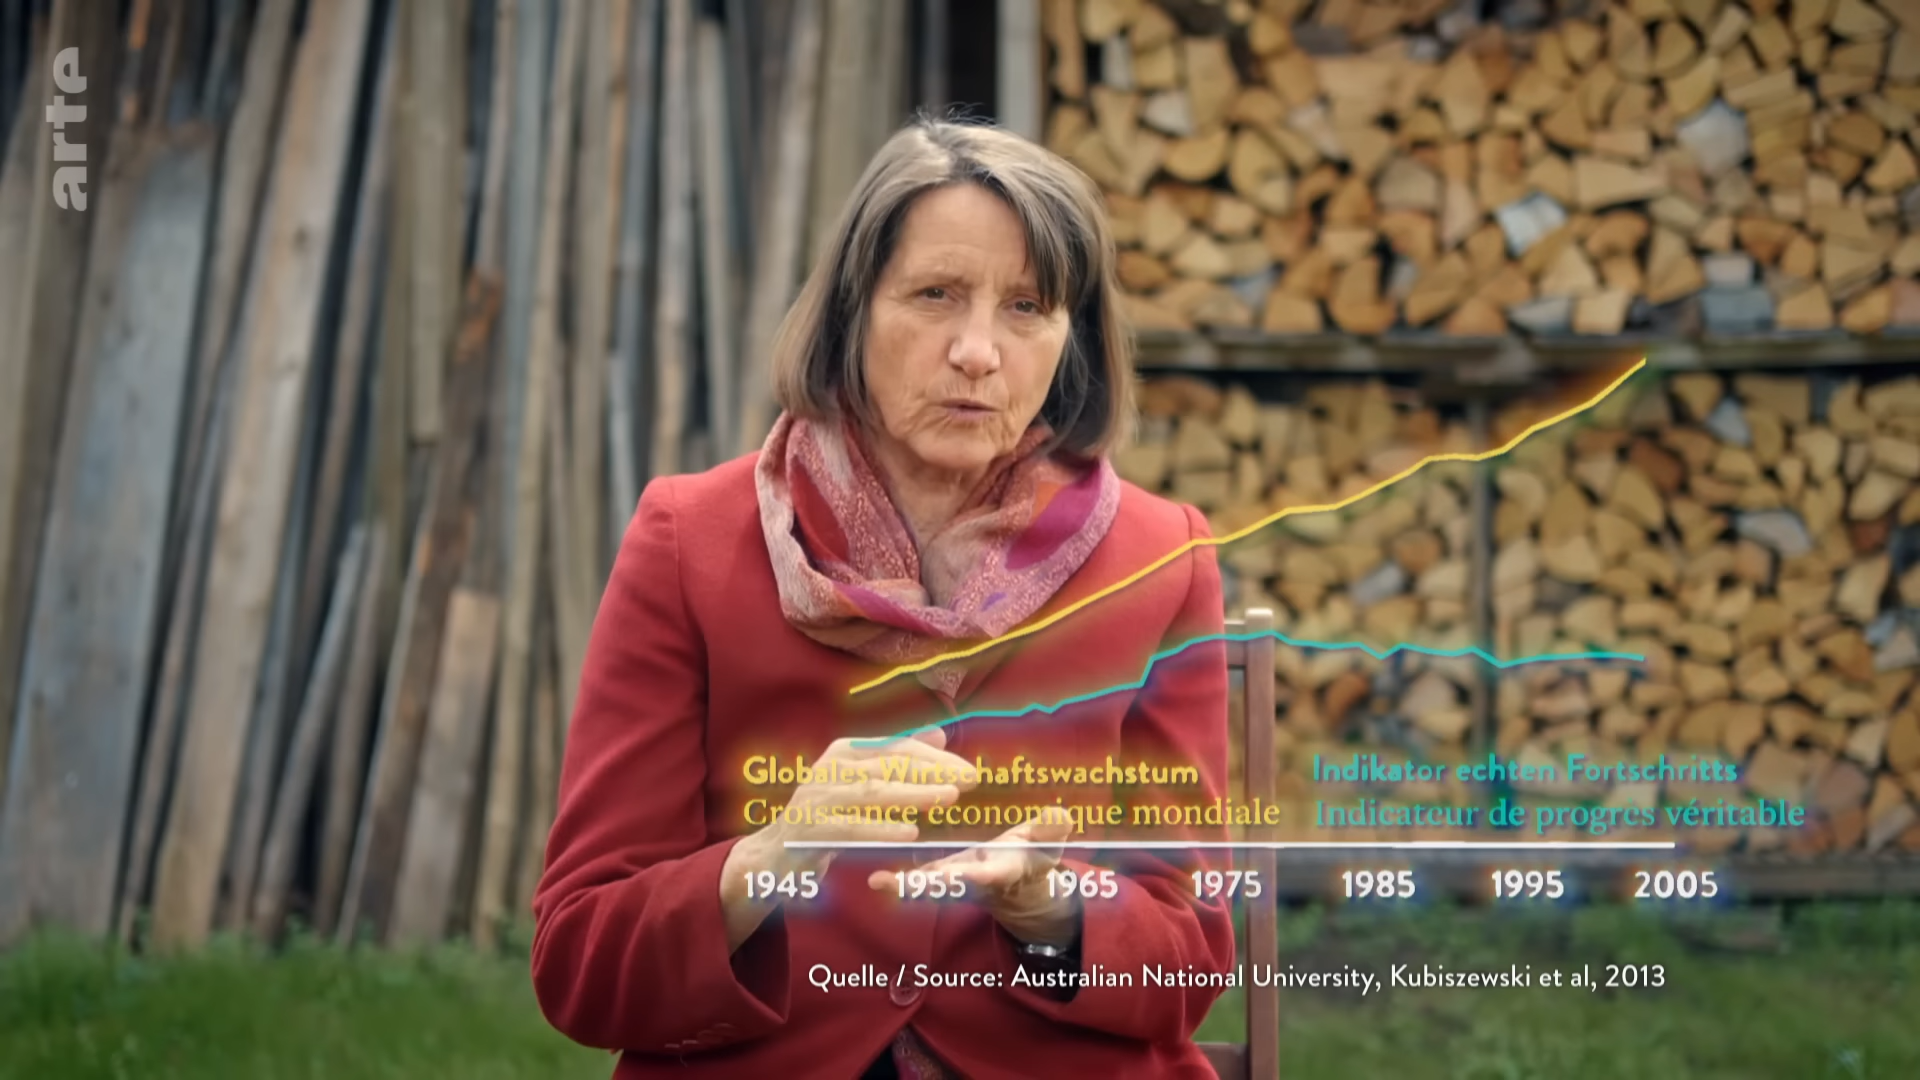 arte
Globales Wirtschaftswachstum
Croissance économique mondiale
Indikator echten Fortschritts
Indicateur de progrès véritable
1945 1955 1965 1975 1985 1995 2005
Quelle / Source: Australian National University, Kubiszewski et al, 2013